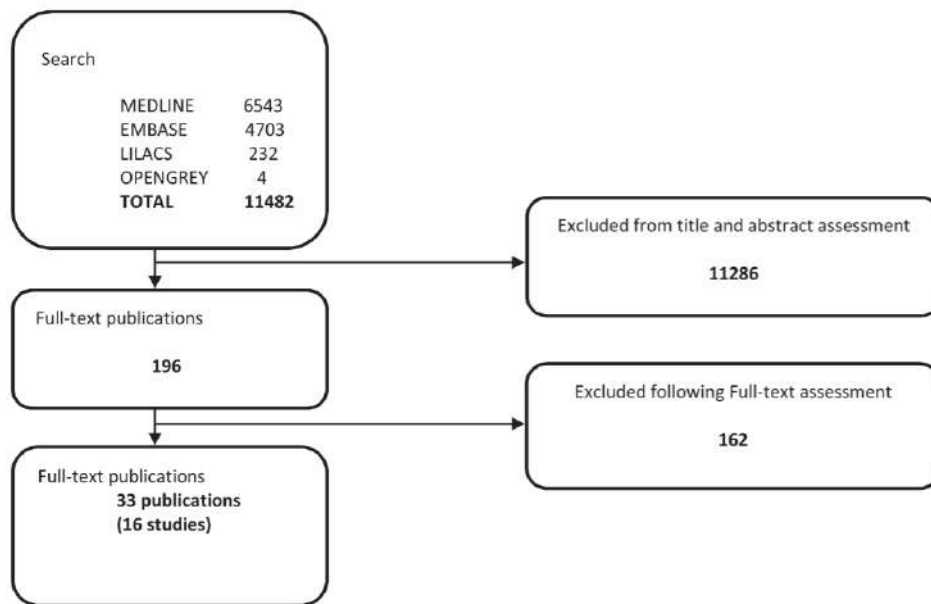 Search
MEDLINE 6543
EMBASE 4703
LILACS 232
OPENGREY 4
TOTAL 11482
Excluded from title and abstract assessment
11286
Full-text publications
196
Excluded following Full-text assessment
162
Full-text publications
33 publications
(16 studies)